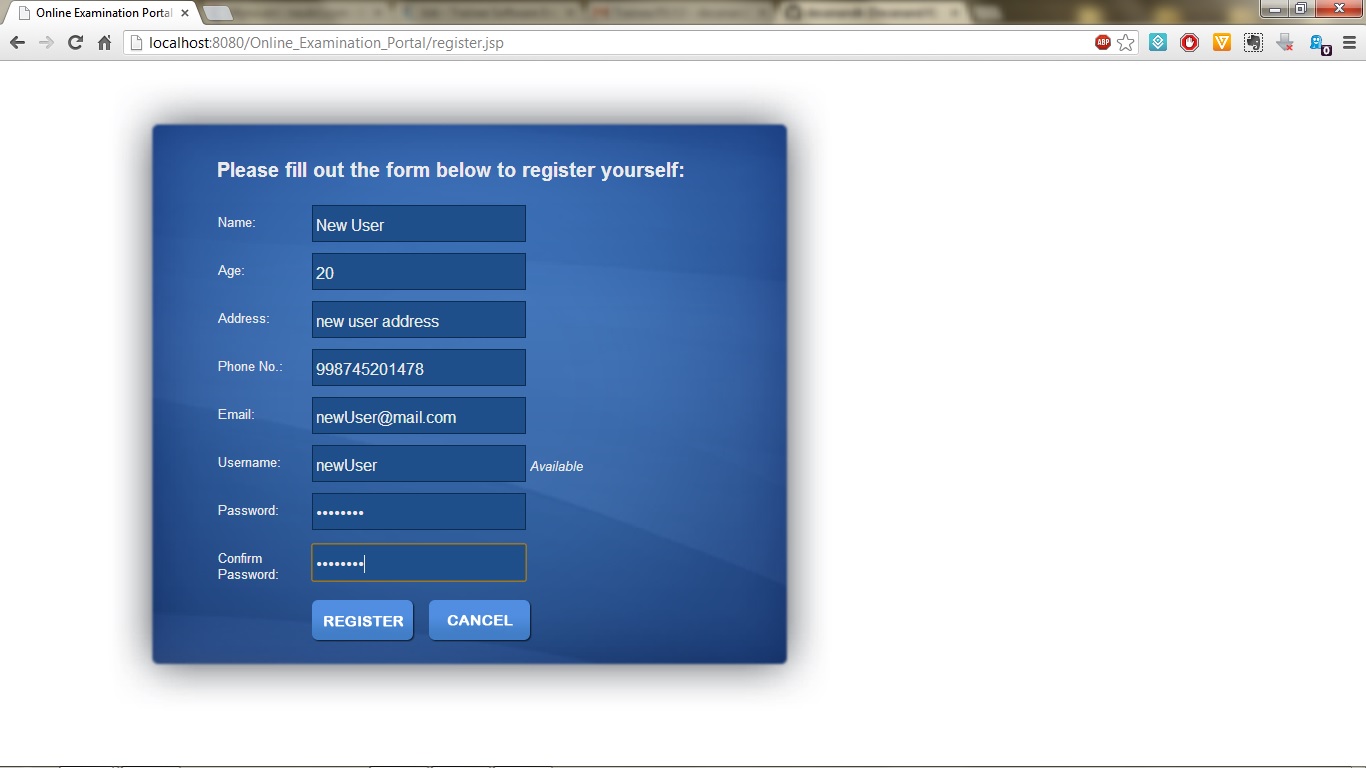 Online Examination Portal
localhost:8080/Online_Examination_Portal/register.jsp
ABP
0
Please fill out the form below to register yourself:
Name: New User
Age: 20
Address: new user address
Phone No.: 998745201478
Email: newUser@mail.com
Username: newUser Available
Password: ••••••••
Confirm
Password: ••••••••
REGISTER CANCEL